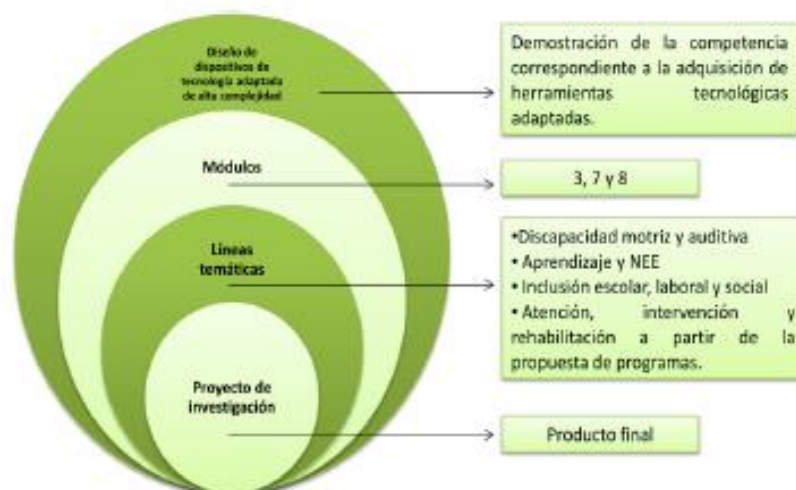 Diseño de
dispositivos de
tecnología adaptada
de alta complejidad
Demostración de la competencia
correspondiente a la adquisición de
herramientas tecnológicas
adaptadas.
Módulos
3, 7 y 8
Líneas
temáticas
•Discapacidad motriz y auditiva
• Aprendizaje y NEE
• Inclusión escolar, laboral y social
• Atención, intervención y
rehabilitación a partir de la
propuesta de programas.
Proyecto de
investigación
Producto final